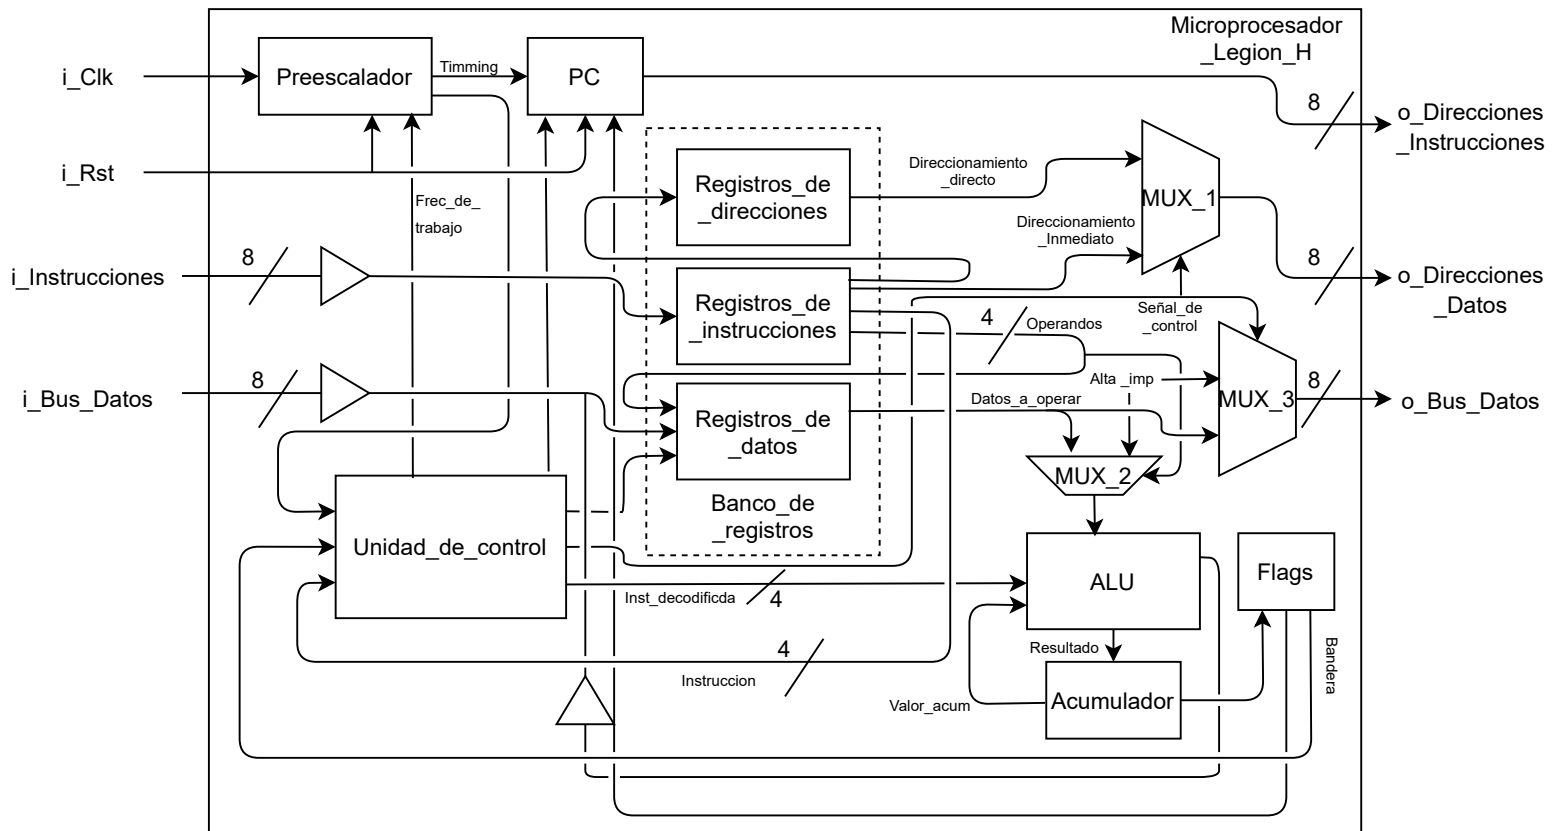 Microprocesador
_Legion_H
i_Clk
Preescalador
Timming
PC
8
o_Direcciones
_Instrucciones
i_Rst
Frec_de_
trabajo
Registros_de
_direcciones
Direccionamiento
_directo
MUX_1
Direccionamiento
_Inmediato
i_Instrucciones
8
Registros_de
_instrucciones
8
o_Direcciones
_Datos
Señal_de
_control
4
Operandos
i_Bus_Datos
8
Registros_de
_datos
Alta _imp
Datos_a_operar
MUX_3
8
o_Bus_Datos
MUX_2
Banco_de
_registros
Unidad_de_control
Inst_decodificda
4
ALU
Flags
Resultado
Bandera
4
Instruccion
Valor_acum
Acumulador